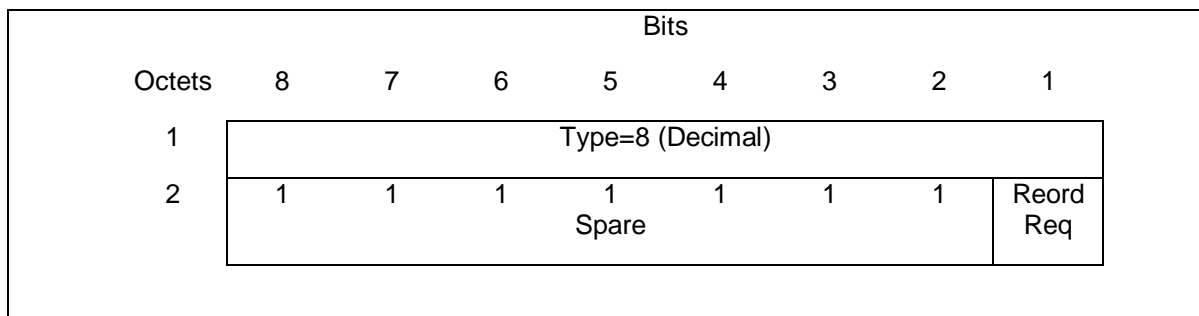 Bits
Octets 8 7 6 5 4 3 2 1
1 Type=8 (Decimal)
2 1 1 1 1 1 1 1 Reord
Spare Req